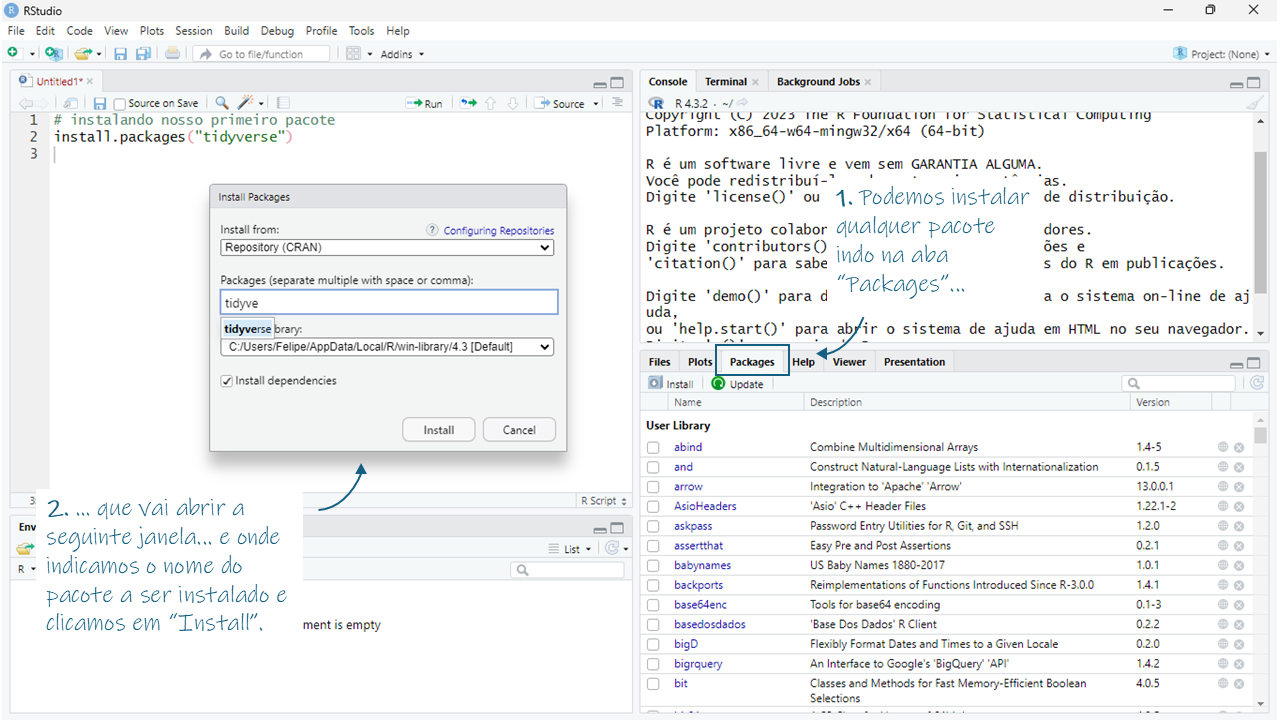 RStudio
File Edit Code View Plots Session Build Debug Profile Tools Help
Go to file/function Addins Project: (None)
Untitled1*
Source on Save Run Source
1 # instalando nosso primeiro pacote
2 install.packages("tidyverse")
3
Install Packages
Install from: ? Configuring Repositories
Repository (CRAN)
Packages (separate multiple with space or comma):
tidyve
tidyverse brary:
C:/Users/Felipe/AppData/Local/R/win-library/4.3 [Default]
Install dependencies
Install Cancel
R Script
2. ... que vai abrir a
seguinte janela... e onde
indicamos o nome do
pacote a ser instalado e
clicamos em "Install".
Env
List
R
ment is empty
Console Terminal Background Jobs
R 4.3.2 · ~/
Copyright (C) 2023 The R Foundation for Statistical Computing
Platform: x86_64-w64-mingw32/x64 (64-bit)
R é um software livre e vem sem GARANTIA ALGUMA.
Você pode redistribuí-
Digite 'license()' ou de distribuição.
R é um projeto colabor dores.
Digite 'contributors() ões e
'citation()' para sabe s do R em publicações.
Digite 'demo()' para d a o sistema on-line de aj
uda,
ou 'help.start()' para abrir o sistema de ajuda em HTML no seu navegador.
1. Podemos instalar
qualquer pacote
indo na aba
"Packages"...
Files Plots Packages Help Viewer Presentation
Install Update
Name Description Version
User Library
abind Combine Multidimensional Arrays 1.4-5
and Construct Natural-Language Lists with Internationalization 0.1.5
arrow Integration to 'Apache' 'Arrow' 13.0.0.1
AsioHeaders 'Asio' C++ Header Files 1.22.1-2
askpass Password Entry Utilities for R, Git, and SSH 1.2.0
assertthat Easy Pre and Post Assertions 0.2.1
babynames US Baby Names 1880-2017 1.0.1
backports Reimplementations of Functions Introduced Since R-3.0.0 1.4.1
base64enc Tools for base64 encoding 0.1-3
basedosdados 'Base Dos Dados' R Client 0.2.2
bigD Flexibly Format Dates and Times to a Given Locale 0.2.0
bigrquery An Interface to Google's 'BigQuery' 'API' 1.4.2
bit Classes and Methods for Fast Memory-Efficient Boolean 4.0.5
Selections